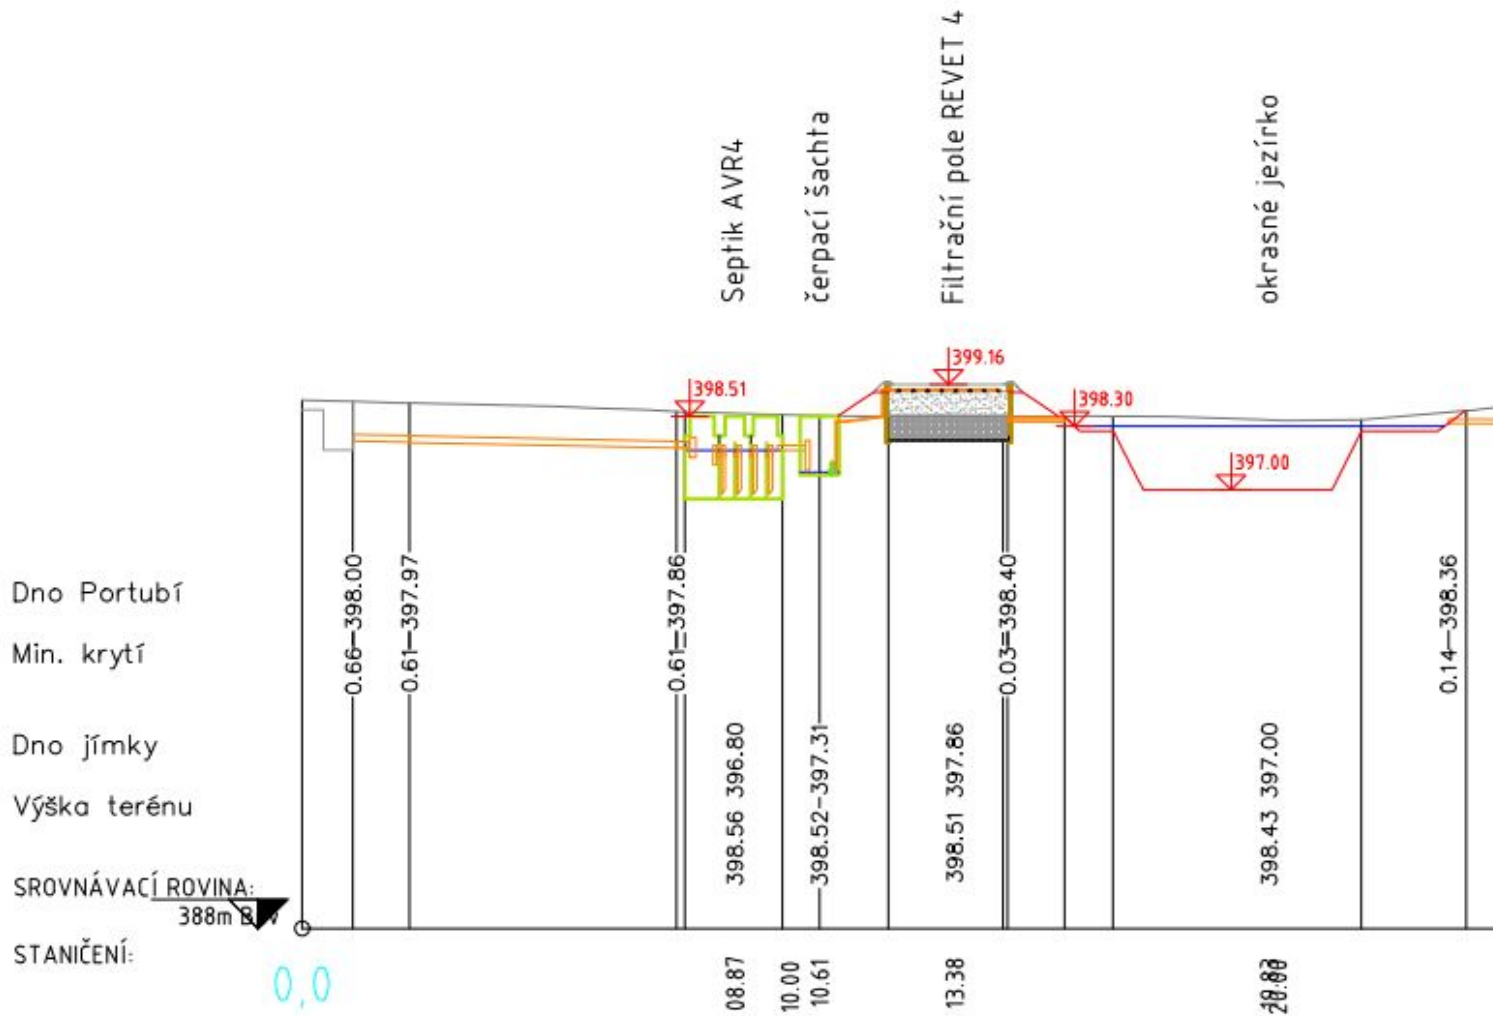 Septik AVR4
čerpací šachta
Filtrační pole REVET 4
okrasné jezírko
398.51
399.16
398.30
397.00
Dno Portubí
Min. krytí
0.66 398.00
0.61 397.97
0.61 397.86
0.03 398.40
0.14 398.36
Dno jímky
Výška terénu
398.56 396.80
398.52 397.31
398.51 397.86
398.43 397.00
SROVNÁVACÍ ROVINA:
388m
STANIČENÍ:
0,0
08.87
10.00
10.61
13.38
20.00